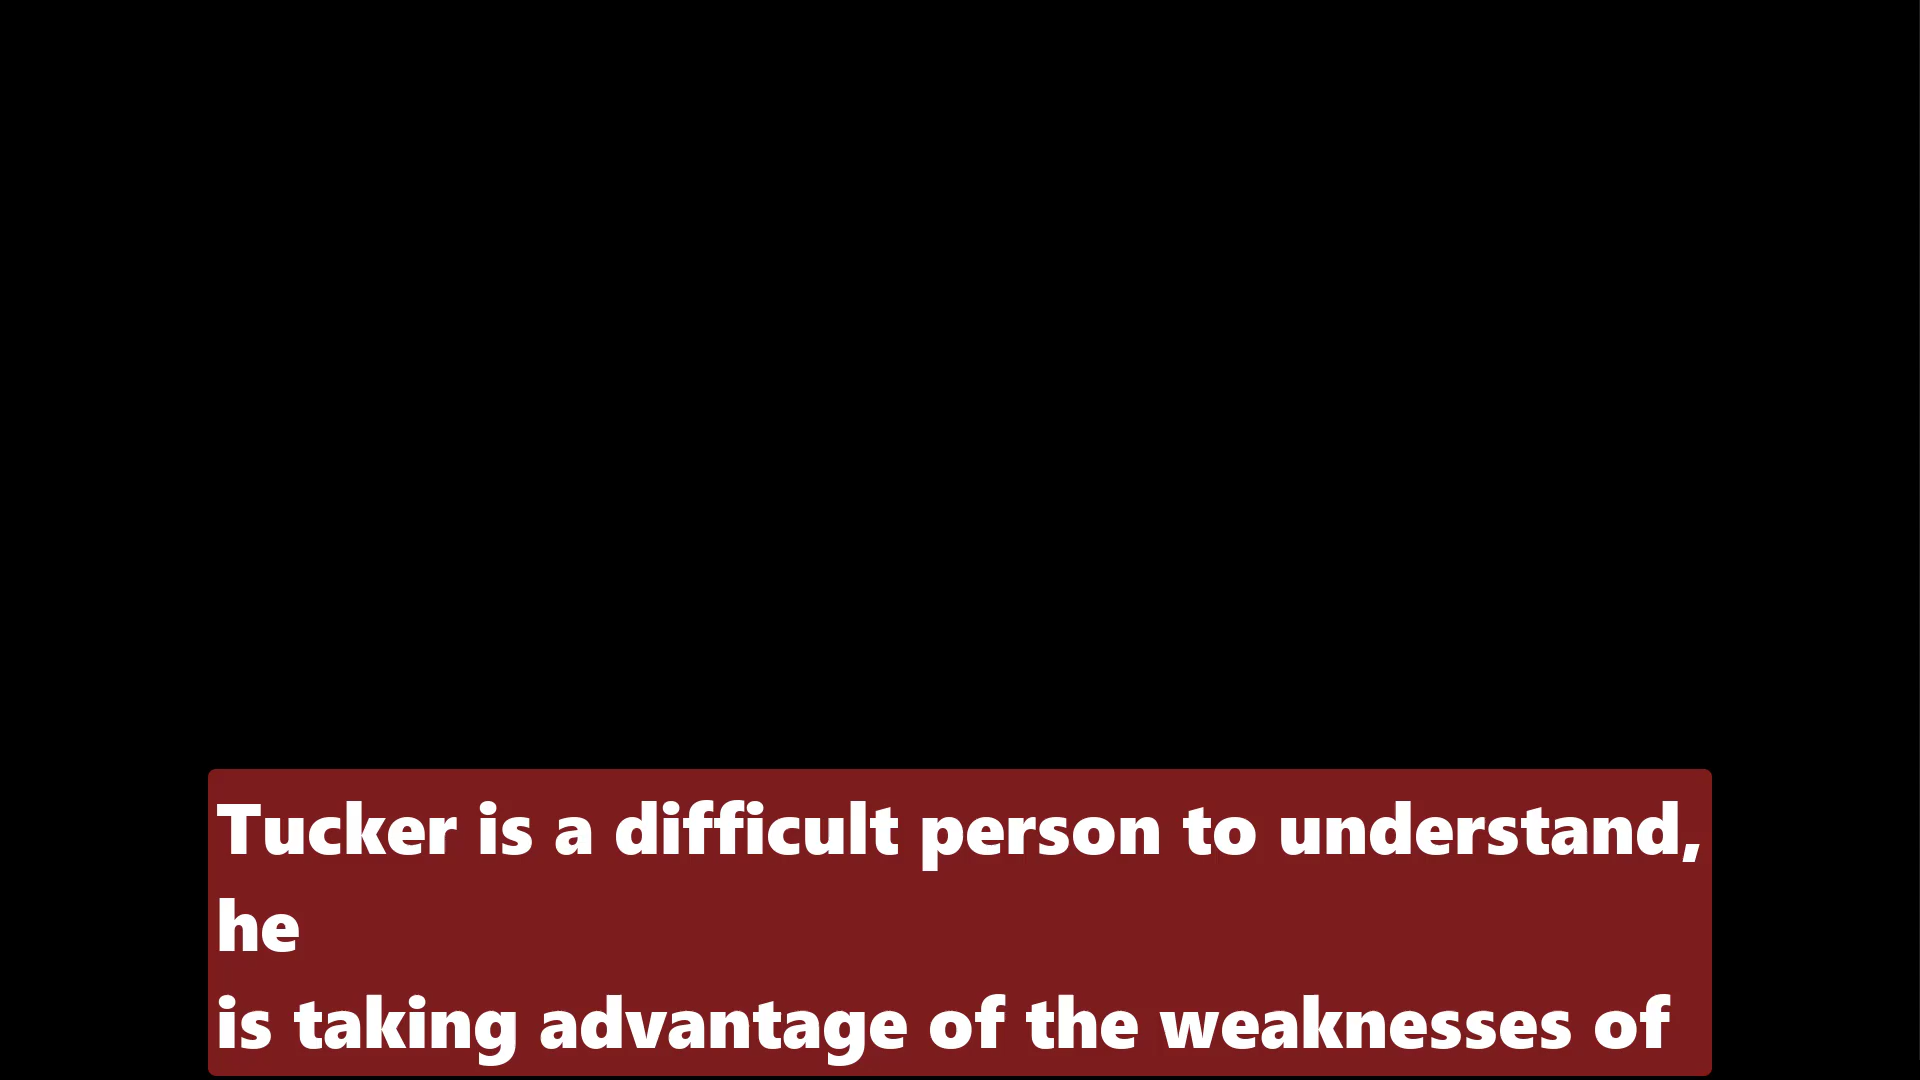 Tucker is a difficult person to understand,
he
is taking advantage of the weaknesses of